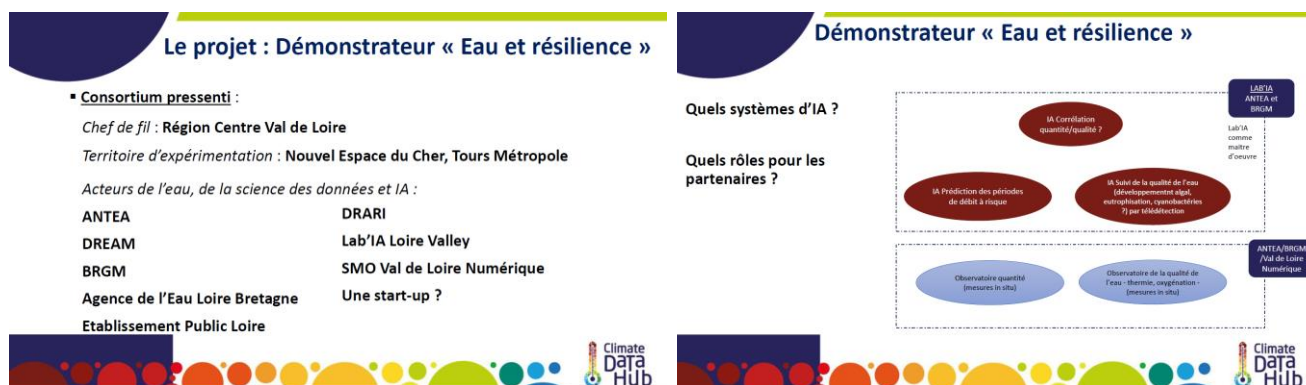 Le projet : Démonstrateur « Eau et résilience »
▪ Consortium pressenti :
Chef de fil : Région Centre Val de Loire
Territoire d'expérimentation : Nouvel Espace du Cher, Tours Métropole
Acteurs de l'eau, de la science des données et IA :
ANTEA
DREAM
BRGM
Agence de l'Eau Loire Bretagne
Etablissement Public Loire
DRARI
Lab'IA Loire Valley
SMO Val de Loire Numérique
Une start-up ?
Climate
DATA
HUB
Démonstrateur « Eau et résilience »
Quels systèmes d'IA ?
Quels rôles pour les
partenaires ?
IA Corrélation
quantité/qualité ?
IA Prédiction des périodes
de débit à risque
IA Suivi de la qualité de l'eau
(développementnt algal,
eutrophisation, cyanobactéries
?) par télédétection
LAB'IA
ANTEA et
BRGM
Lab'IA
comme
maitre
d'oeuvre
Observatoire quantité
(mesures in situ)
Observatoire de la qualité de
l'eau - thermie, oxygénation -
(mesures in situ)
ANTEA/BRGM
/Val de Loire
Numérique
Climate
DATA
HUB